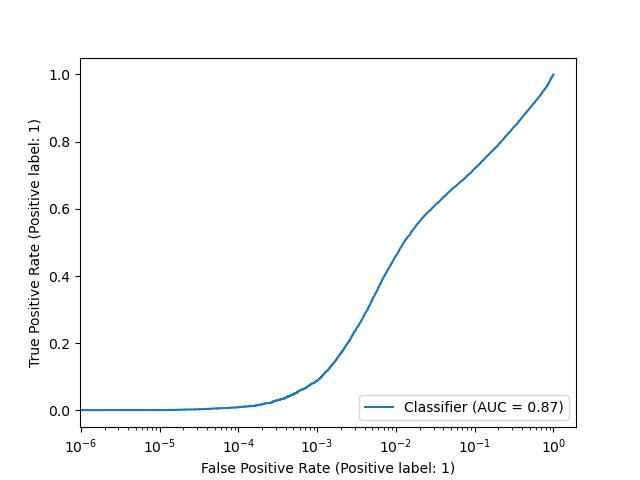 1.0
0.8
0.6
0.4
0.2
0.0
True Positive Rate (Positive label: 1)
Classifier (AUC = 0.87)
10⁻⁶ 10⁻⁵ 10⁻⁴ 10⁻³ 10⁻² 10⁻¹ 10⁰
False Positive Rate (Positive label: 1)